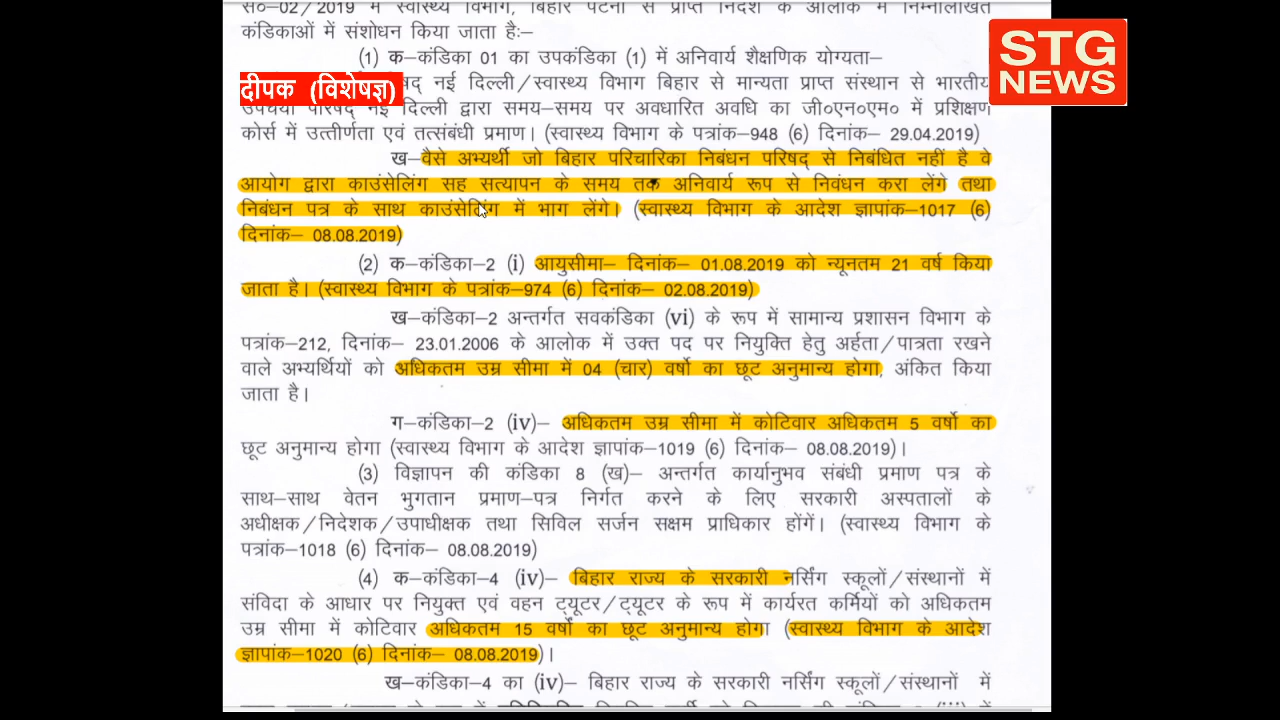 सं०–02/2019 में स्वास्थ्य विभाग, बिहार पटना से प्राप्त निदेश के आलोक में निम्नलिखित
कंडिकाओं में संशोधन किया जाता है:–
STG
NEWS
(1) क–कंडिका 01 का उपकंडिका (1) में अनिवार्य शैक्षणिक योग्यता–
दीपक (विशेषज्ञ)
नई दिल्ली/स्वास्थ्य विभाग बिहार से मान्यता प्राप्त संस्थान से भारतीय
उपचर्या परिषद् नई दिल्ली द्वारा समय–समय पर अवधारित अवधि का जी०एन०एम० में प्रशिक्षण
कोर्स में उत्तीर्णता एवं तत्संबंधी प्रमाण। (स्वास्थ्य विभाग के पत्रांक–948 (6) दिनांक– 29.04.2019)
ख–वैसे अभ्यर्थी जो बिहार परिचारिका निबंधन परिषद् से निबंधित नहीं है वे
आयोग द्वारा काउंसेलिंग सह सत्यापन के समय तक अनिवार्य रूप से निवंधन करा लेंगे तथा
निबंधन पत्र के साथ काउंसेलिंग में भाग लेंगे। (स्वास्थ्य विभाग के आदेश ज्ञापांक–1017 (6)
दिनांक– 08.08.2019)
(2) क–कंडिका–2 (i) आयुसीमा– दिनांक– 01.08.2019 को न्यूनतम 21 वर्ष किया
जाता है। (स्वास्थ्य विभाग के पत्रांक–974 (6) दिनांक– 02.08.2019)
ख–कंडिका–2 अन्तर्गत सवकंडिका (vi) के रूप में सामान्य प्रशासन विभाग के
पत्रांक–212, दिनांक– 23.01.2006 के आलोक में उक्त पद पर नियुक्ति हेतु अर्हता/पात्रता रखने
वाले अभ्यर्थियों को अधिकतम उम्र सीमा में 04 (चार) वर्षो का छूट अनुमान्य होगा, अंकित किया
जाता है।
ग–कंडिका–2 (iv)– अधिकतम उम्र सीमा में कोटिवार अधिकतम 5 वर्षो का
छूट अनुमान्य होगा (स्वास्थ्य विभाग के आदेश ज्ञापांक–1019 (6) दिनांक– 08.08.2019)।
(3) विज्ञापन की कंडिका 8 (ख)– अन्तर्गत कार्यानुभव संबंधी प्रमाण पत्र के
साथ–साथ वेतन भुगतान प्रमाण–पत्र निर्गत करने के लिए सरकारी अस्पतालों के
अधीक्षक/निदेशक/उपाधीक्षक तथा सिविल सर्जन सक्षम प्राधिकार होंगें। (स्वास्थ्य विभाग के
पत्रांक–1018 (6) दिनांक– 08.08.2019)
(4) क–कंडिका–4 (iv)– बिहार राज्य के सरकारी नर्सिंग स्कूलों/संस्थानों में
संविदा के आधार पर नियुक्त एवं वहन ट्यूटर/ट्यूटर के रूप में कार्यरत कर्मियों को अधिकतम
उम्र सीमा में कोटिवार अधिकतम 15 वर्षों का छूट अनुमान्य होगा (स्वास्थ्य विभाग के आदेश
ज्ञापांक–1020 (6) दिनांक– 08.08.2019)।
ख–कंडिका–4 का (iv)– बिहार राज्य के सरकारी नर्सिंग स्कूलों/संस्थानों में